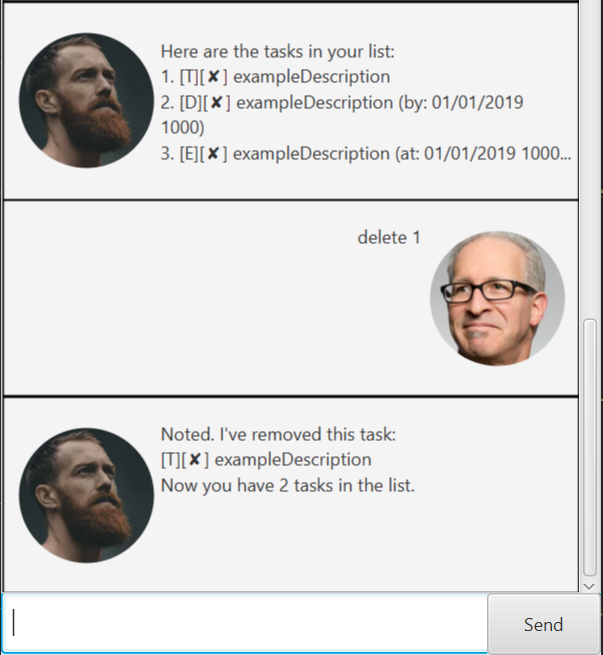 Here are the tasks in your list:
1. [T][✘] exampleDescription
2. [D][✘] exampleDescription (by: 01/01/2019
1000)
3. [E][✘] exampleDescription (at: 01/01/2019 1000...
delete 1
Noted. I've removed this task:
[T][✘] exampleDescription
Now you have 2 tasks in the list.
Send